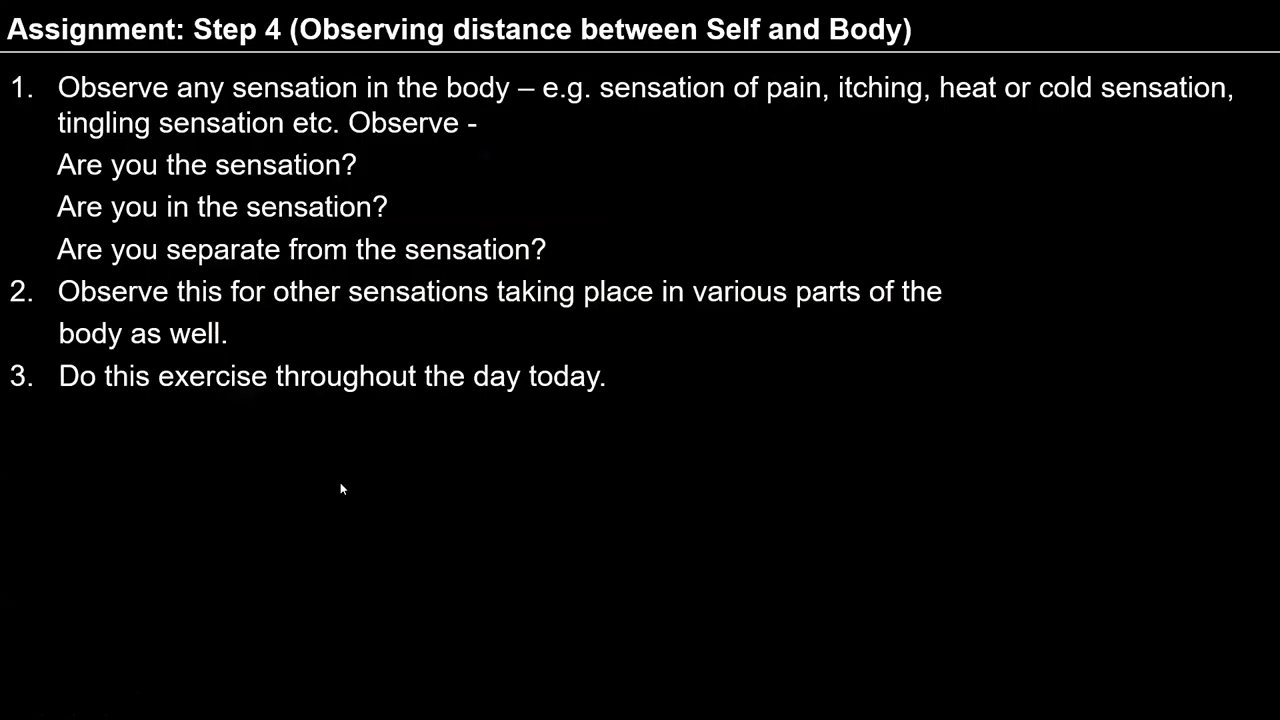 Assignment: Step 4 (Observing distance between Self and Body)
1. Observe any sensation in the body – e.g. sensation of pain, itching, heat or cold sensation,
tingling sensation etc. Observe -
Are you the sensation?
Are you in the sensation?
Are you separate from the sensation?
2. Observe this for other sensations taking place in various parts of the
body as well.
3. Do this exercise throughout the day today.